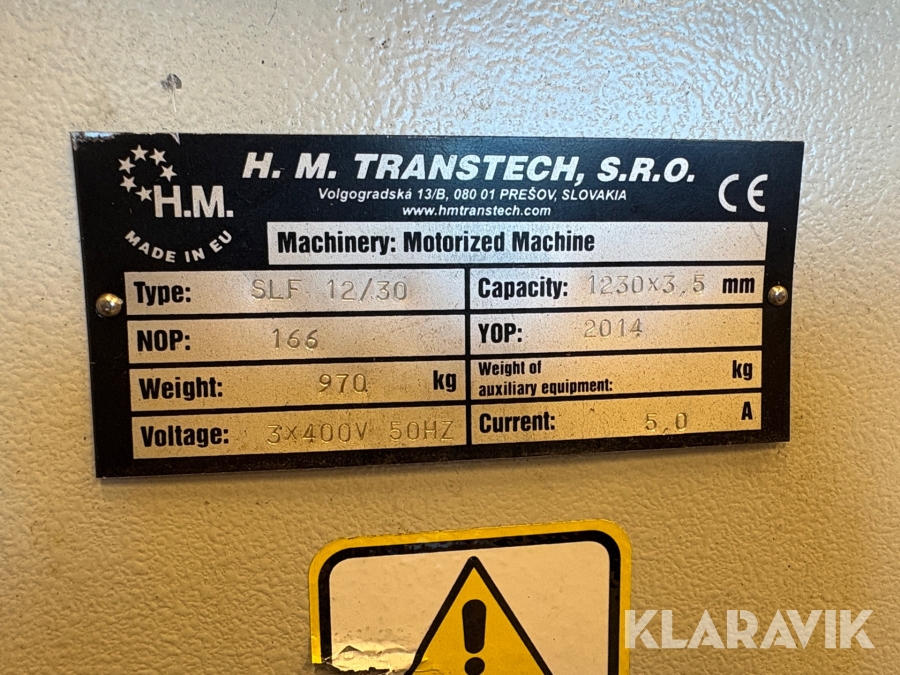 H. M. TRANSTECH, S.R.O.
Volgogradská 13/B, 080 01 PREŠOV, SLOVAKIA
www.hmtranstech.com
H.M.
MADE IN EU
CE
Machinery: Motorized Machine
Type: SLF 12/30
Capacity: 1230x3,5 mm
NOP: 166
YOP: 2014
Weight: 970 kg
Weight of auxiliary equipment: kg
Voltage: 3x400V 50HZ
Current: 5,0 A
!
KLARAVIK